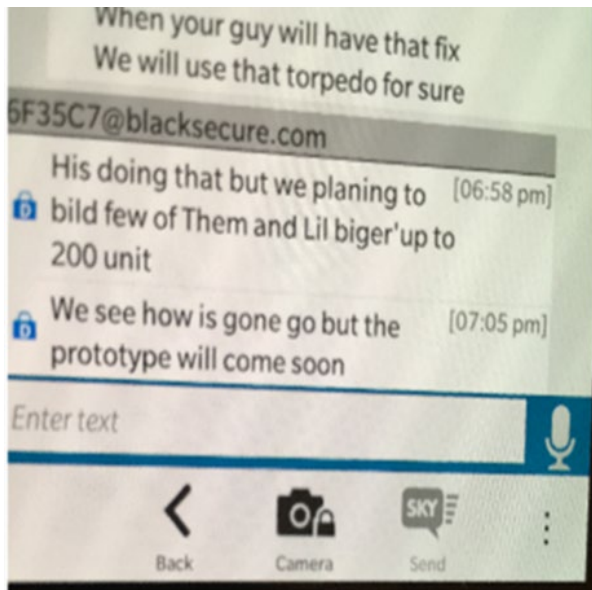 When your guy will have that fix
We will use that torpedo for sure
6F35C7@blacksecure.com
His doing that but we planing to [06:58 pm]
bild few of Them and Lil biger'up to
200 unit
We see how is gone go but the [07:05 pm]
prototype will come soon
Enter text
SKY
Back Camera Send